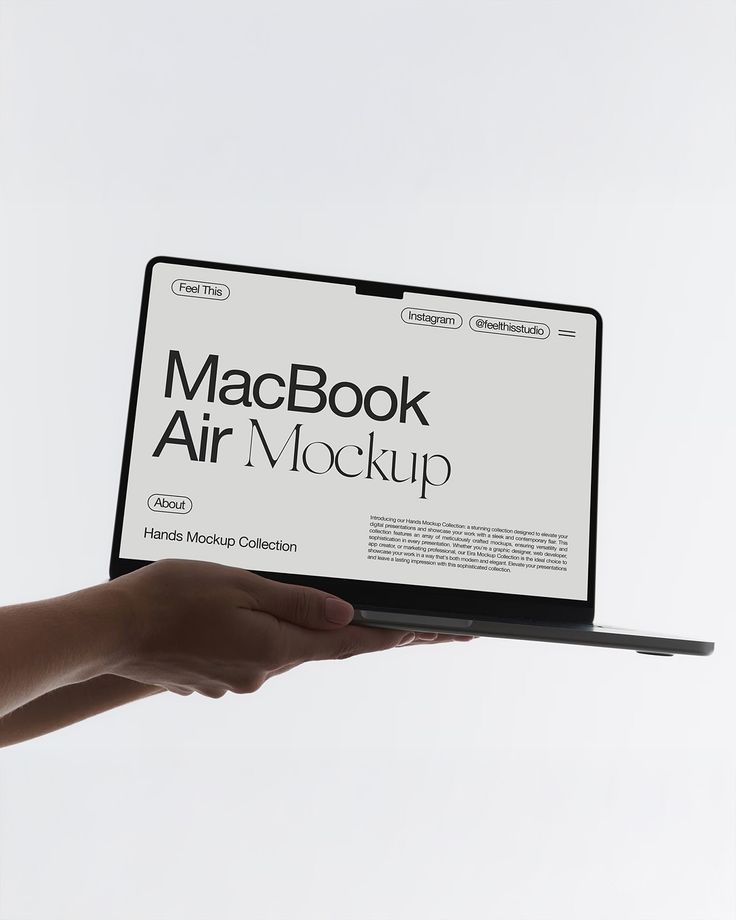 Feel This
Instagram
@feelthisstudio
MacBook
Air Mockup
About
Hands Mockup Collection
Introducing our Hands Mockup Collection: a stunning collection designed to elevate your
digital presentations and showcase your work with a sleek and contemporary flair. This
collection features an array of meticulously crafted mockups, ensuring versatility and
sophistication in every presentation. Whether you're a graphic designer, web developer,
app creator, or marketing professional, our Eira Mockup Collection is the ideal choice to
showcase your work in a way that's both modern and elegant. Elevate your presentations
and leave a lasting impression with this sophisticated collection.